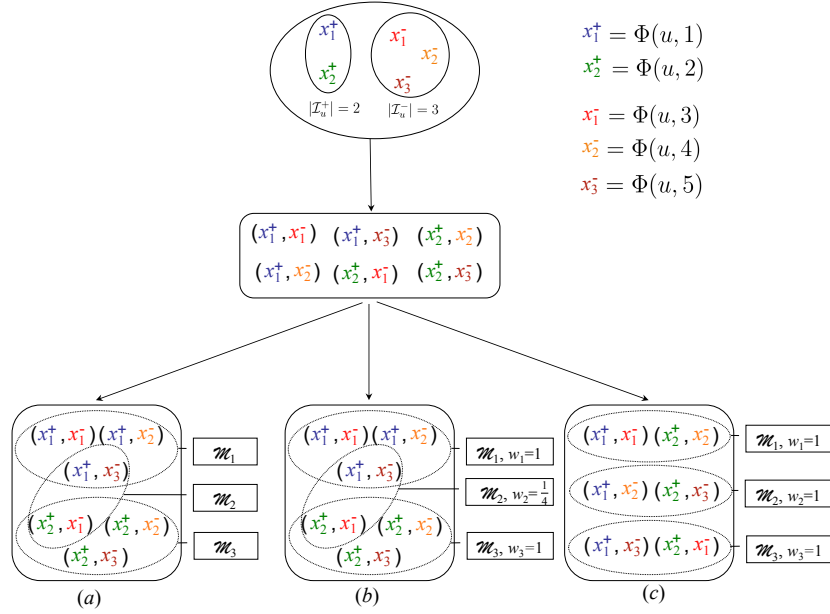 x₁⁺
x₂⁺
x₁⁻
x₂⁻
x₃⁻
|𝓘ᵤ⁺| = 2
|𝓘ᵤ⁻| = 3
x₁⁺ = Φ(u, 1)
x₂⁺ = Φ(u, 2)
x₁⁻ = Φ(u, 3)
x₂⁻ = Φ(u, 4)
x₃⁻ = Φ(u, 5)
(x₁⁺, x₁⁻) (x₁⁺, x₃⁻) (x₂⁺, x₂⁻)
(x₁⁺, x₂⁻) (x₂⁺, x₁⁻) (x₂⁺, x₃⁻)
(x₁⁺, x₁⁻)(x₁⁺, x₂⁻)
(x₁⁺, x₃⁻)
(x₂⁺, x₁⁻) (x₂⁺, x₂⁻)
(x₂⁺, x₃⁻)
𝓜₁
𝓜₂
𝓜₃
(a)
(x₁⁺, x₁⁻)(x₁⁺, x₂⁻)
(x₁⁺, x₃⁻)
(x₂⁺, x₁⁻) (x₂⁺, x₂⁻)
(x₂⁺, x₃⁻)
𝓜₁, w₁=1
𝓜₂, w₂=1/4
𝓜₃, w₃=1
(b)
(x₁⁺, x₁⁻) (x₂⁺, x₂⁻)
(x₁⁺, x₂⁻) (x₂⁺, x₃⁻)
(x₁⁺, x₃⁻) (x₂⁺, x₁⁻)
𝓜₁, w₁=1
𝓜₂, w₂=1
𝓜₃, w₃=1
(c)